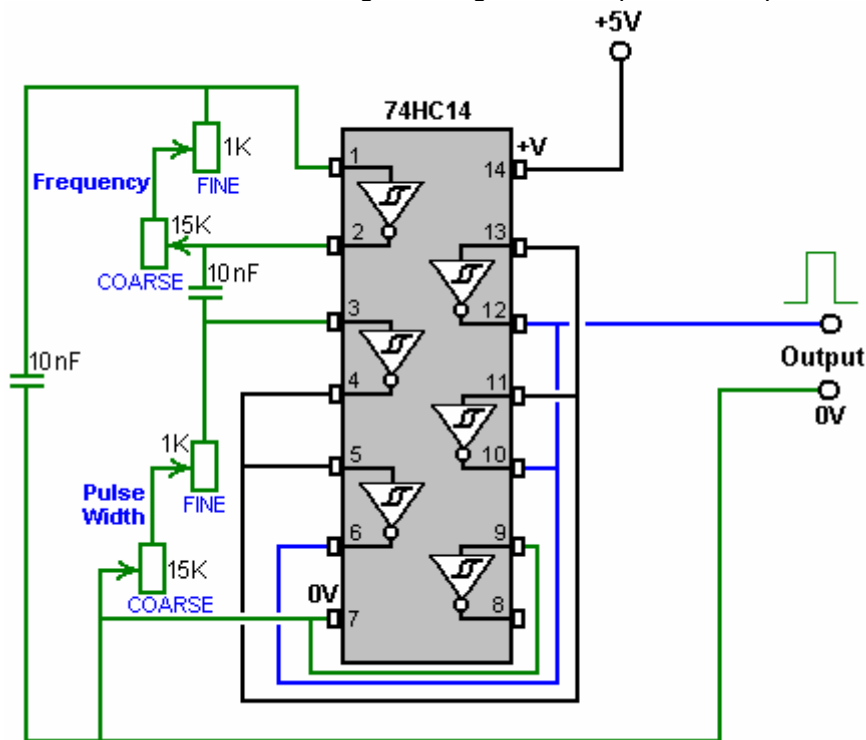 +5V
74HC14
+V
1
14
1K
Frequency
FINE
15K
2
13
COARSE
10nF
3
12
10nF
4
11
Output
0V
1K
5
10
Pulse
Width
FINE
6
9
15K
COARSE
0V
7
8